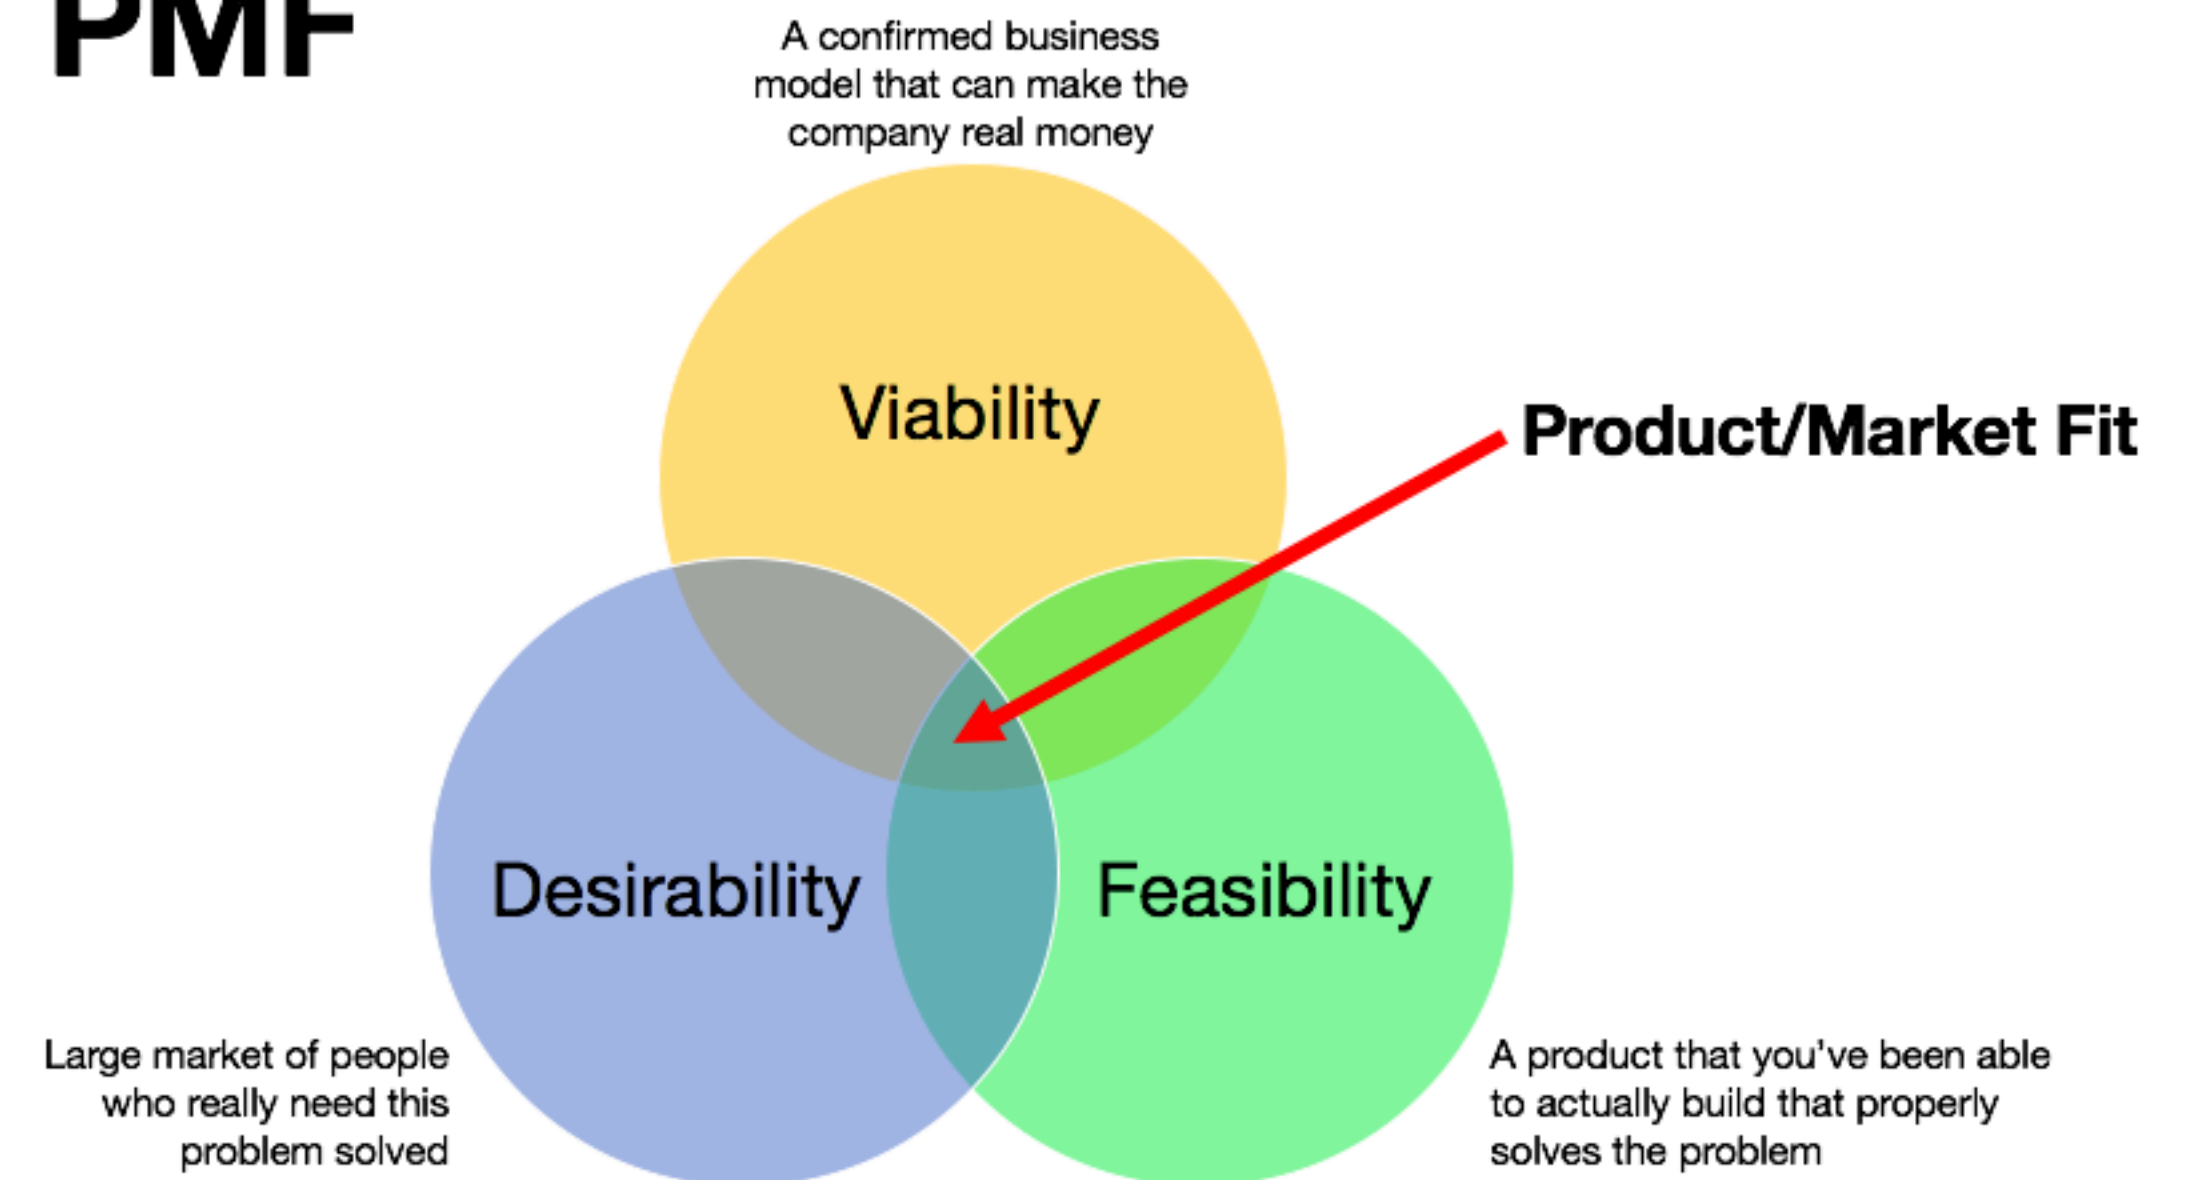 PMF
A confirmed business
model that can make the
company real money
Viability
Product/Market Fit
Desirability
Feasibility
Large market of people
who really need this
problem solved
A product that you've been able
to actually build that properly
solves the problem